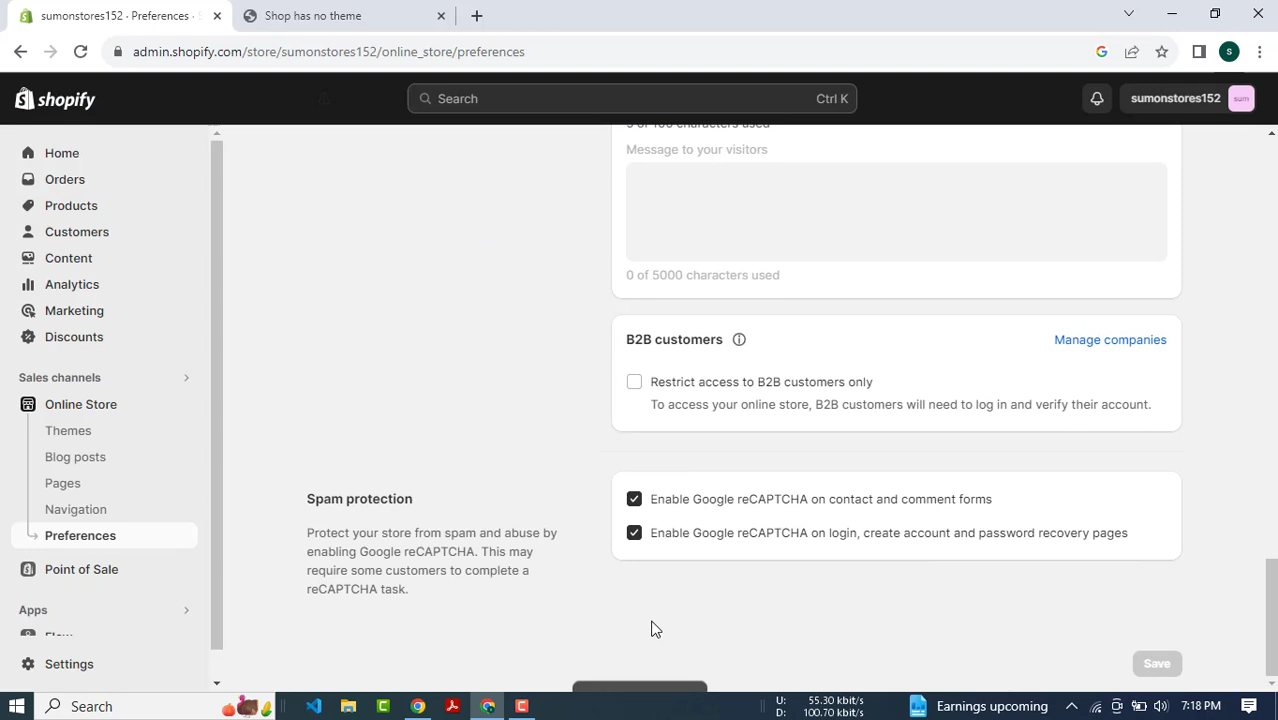 sumonstores152 · Preferences · S
Shop has no theme
admin.shopify.com/store/sumonstores152/online_store/preferences
S
shopify
Search
Ctrl K
sumonstores152
sum
Home
Orders
Products
Customers
Content
Analytics
Marketing
Discounts
Sales channels
Online Store
Themes
Blog posts
Pages
Navigation
Preferences
Point of Sale
Apps
Flow
Settings
Message to your visitors
0 of 5000 characters used
B2B customers
Manage companies
Restrict access to B2B customers only
To access your online store, B2B customers will need to log in and verify their account.
Spam protection
Protect your store from spam and abuse by
enabling Google reCAPTCHA. This may
require some customers to complete a
reCAPTCHA task.
Enable Google reCAPTCHA on contact and comment forms
Enable Google reCAPTCHA on login, create account and password recovery pages
Save
Search
U: 55.30 kbit/s
D: 100.70 kbit/s
Earnings upcoming
7:18 PM